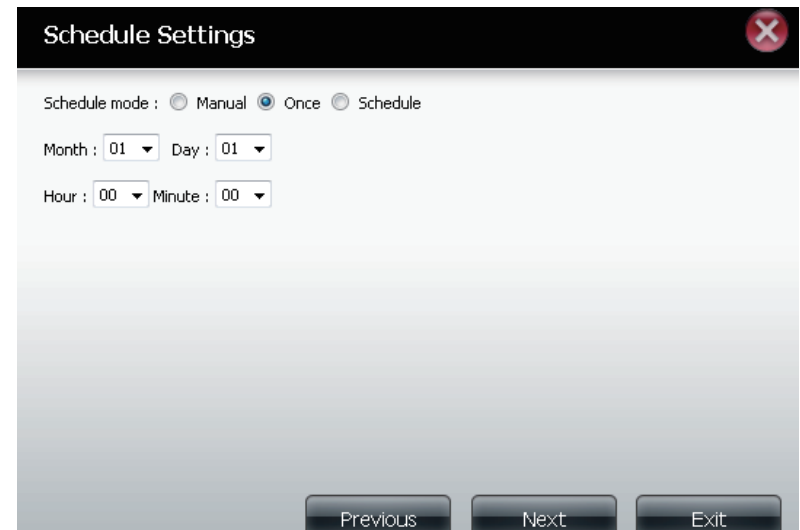 Schedule Settings
Schedule mode : Manual Once Schedule
Month : 01 Day : 01
Hour : 00 Minute : 00
Previous Next Exit